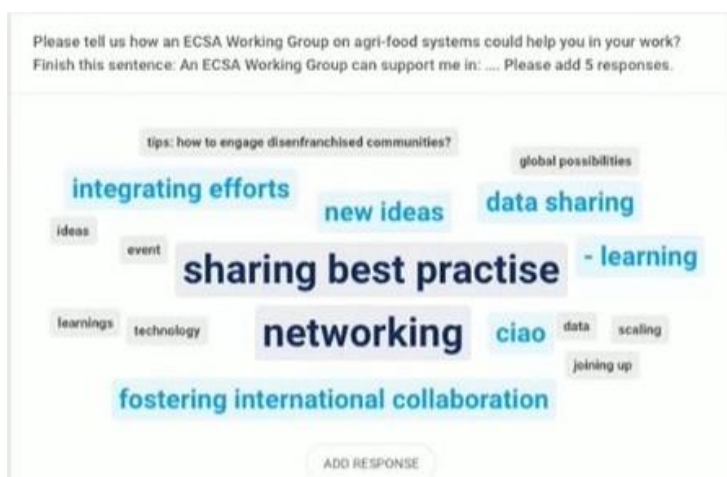 Please tell us how an ECSA Working Group on agri-food systems could help you in your work?
Finish this sentence: An ECSA Working Group can support me in: .... Please add 5 responses.
tips: how to engage disenfranchised communities?
global possibilities
integrating efforts
new ideas
data sharing
ideas
event
sharing best practise
- learning
learnings
technology
networking
ciao
data
scaling
joining up
fostering international collaboration
ADD RESPONSE